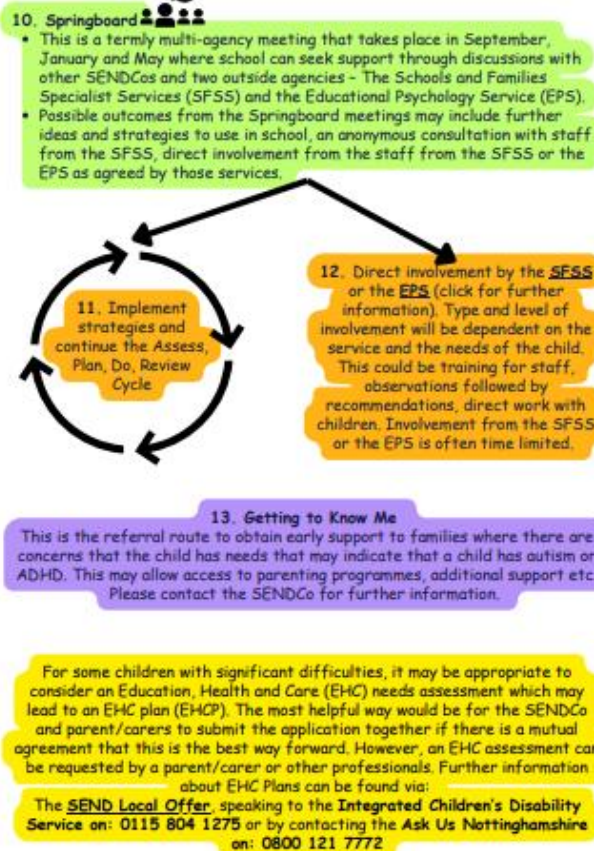 10. Springboard
• This is a termly multi-agency meeting that takes place in September,
January and May where school can seek support through discussions with
other SENDCos and two outside agencies - The Schools and Families
Specialist Services (SFSS) and the Educational Psychology Service (EPS).
• Possible outcomes from the Springboard meetings may include further
ideas and strategies to use in school, an anonymous consultation with staff
from the SFSS, direct involvement from the staff from the SFSS or the
EPS as agreed by those services.
11. Implement
strategies and
continue the Assess,
Plan, Do, Review
Cycle
12. Direct involvement by the SFSS
or the EPS (click for further
information). Type and level of
involvement will be dependent on the
service and the needs of the child.
This could be training for staff,
observations followed by
recommendations, direct work with
children. Involvement from the SFSS
or the EPS is often time limited.
13. Getting to Know Me
This is the referral route to obtain early support to families where there are
concerns that the child has needs that may indicate that a child has autism or
ADHD. This may allow access to parenting programmes, additional support etc
Please contact the SENDCo for further information.
For some children with significant difficulties, it may be appropriate to
consider an Education, Health and Care (EHC) needs assessment which may
lead to an EHC plan (EHCP). The most helpful way would be for the SENDCo
and parent/carers to submit the application together if there is a mutual
agreement that this is the best way forward. However, an EHC assessment can
be requested by a parent/carer or other professionals. Further information
about EHC Plans can be found via:
The SEND Local Offer, speaking to the Integrated Children's Disability
Service on: 0115 804 1275 or by contacting the Ask Us Nottinghamshire
on: 0800 121 7772